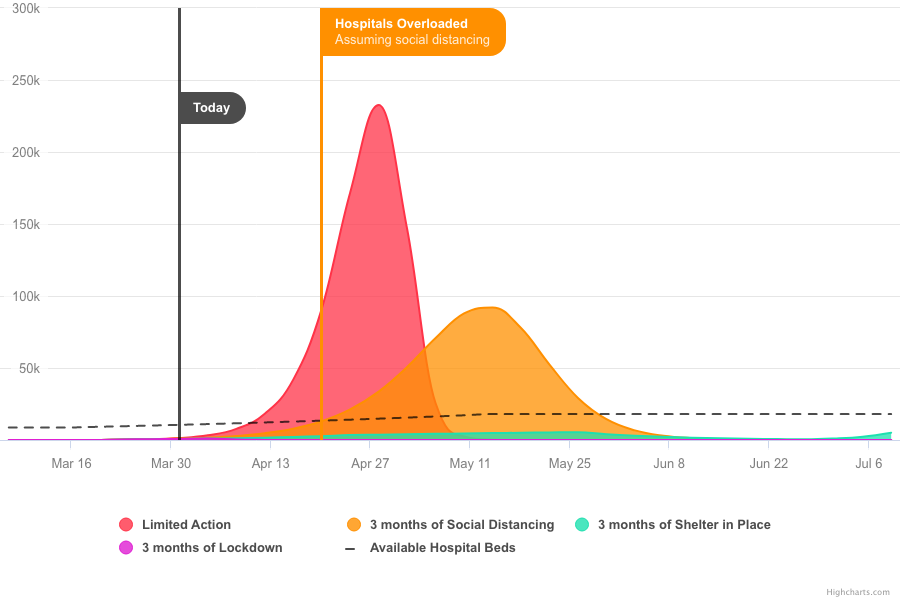 300k
Hospitals Overloaded
Assuming social distancing
250k
Today
200k
150k
100k
50k
Mar 16 Mar 30 Apr 13 Apr 27 May 11 May 25 Jun 8 Jun 22 Jul 6
Limited Action 3 months of Social Distancing 3 months of Shelter in Place
3 months of Lockdown Available Hospital Beds
Highcharts.com